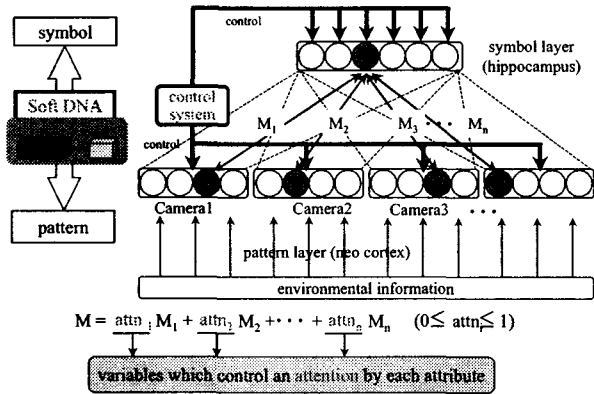 control
symbol
symbol layer
(hippocampus)
Soft DNA
control
system
M1 M2 M3 ··· Mn
control
Camera1 Camera2 Camera3 ···
pattern
pattern layer (neo cortex)
environmental information
M = attn1 M1 + attn2 M2 +··· + attnn Mn (0≦ attni≦ 1)
variables which control an attention by each attribute